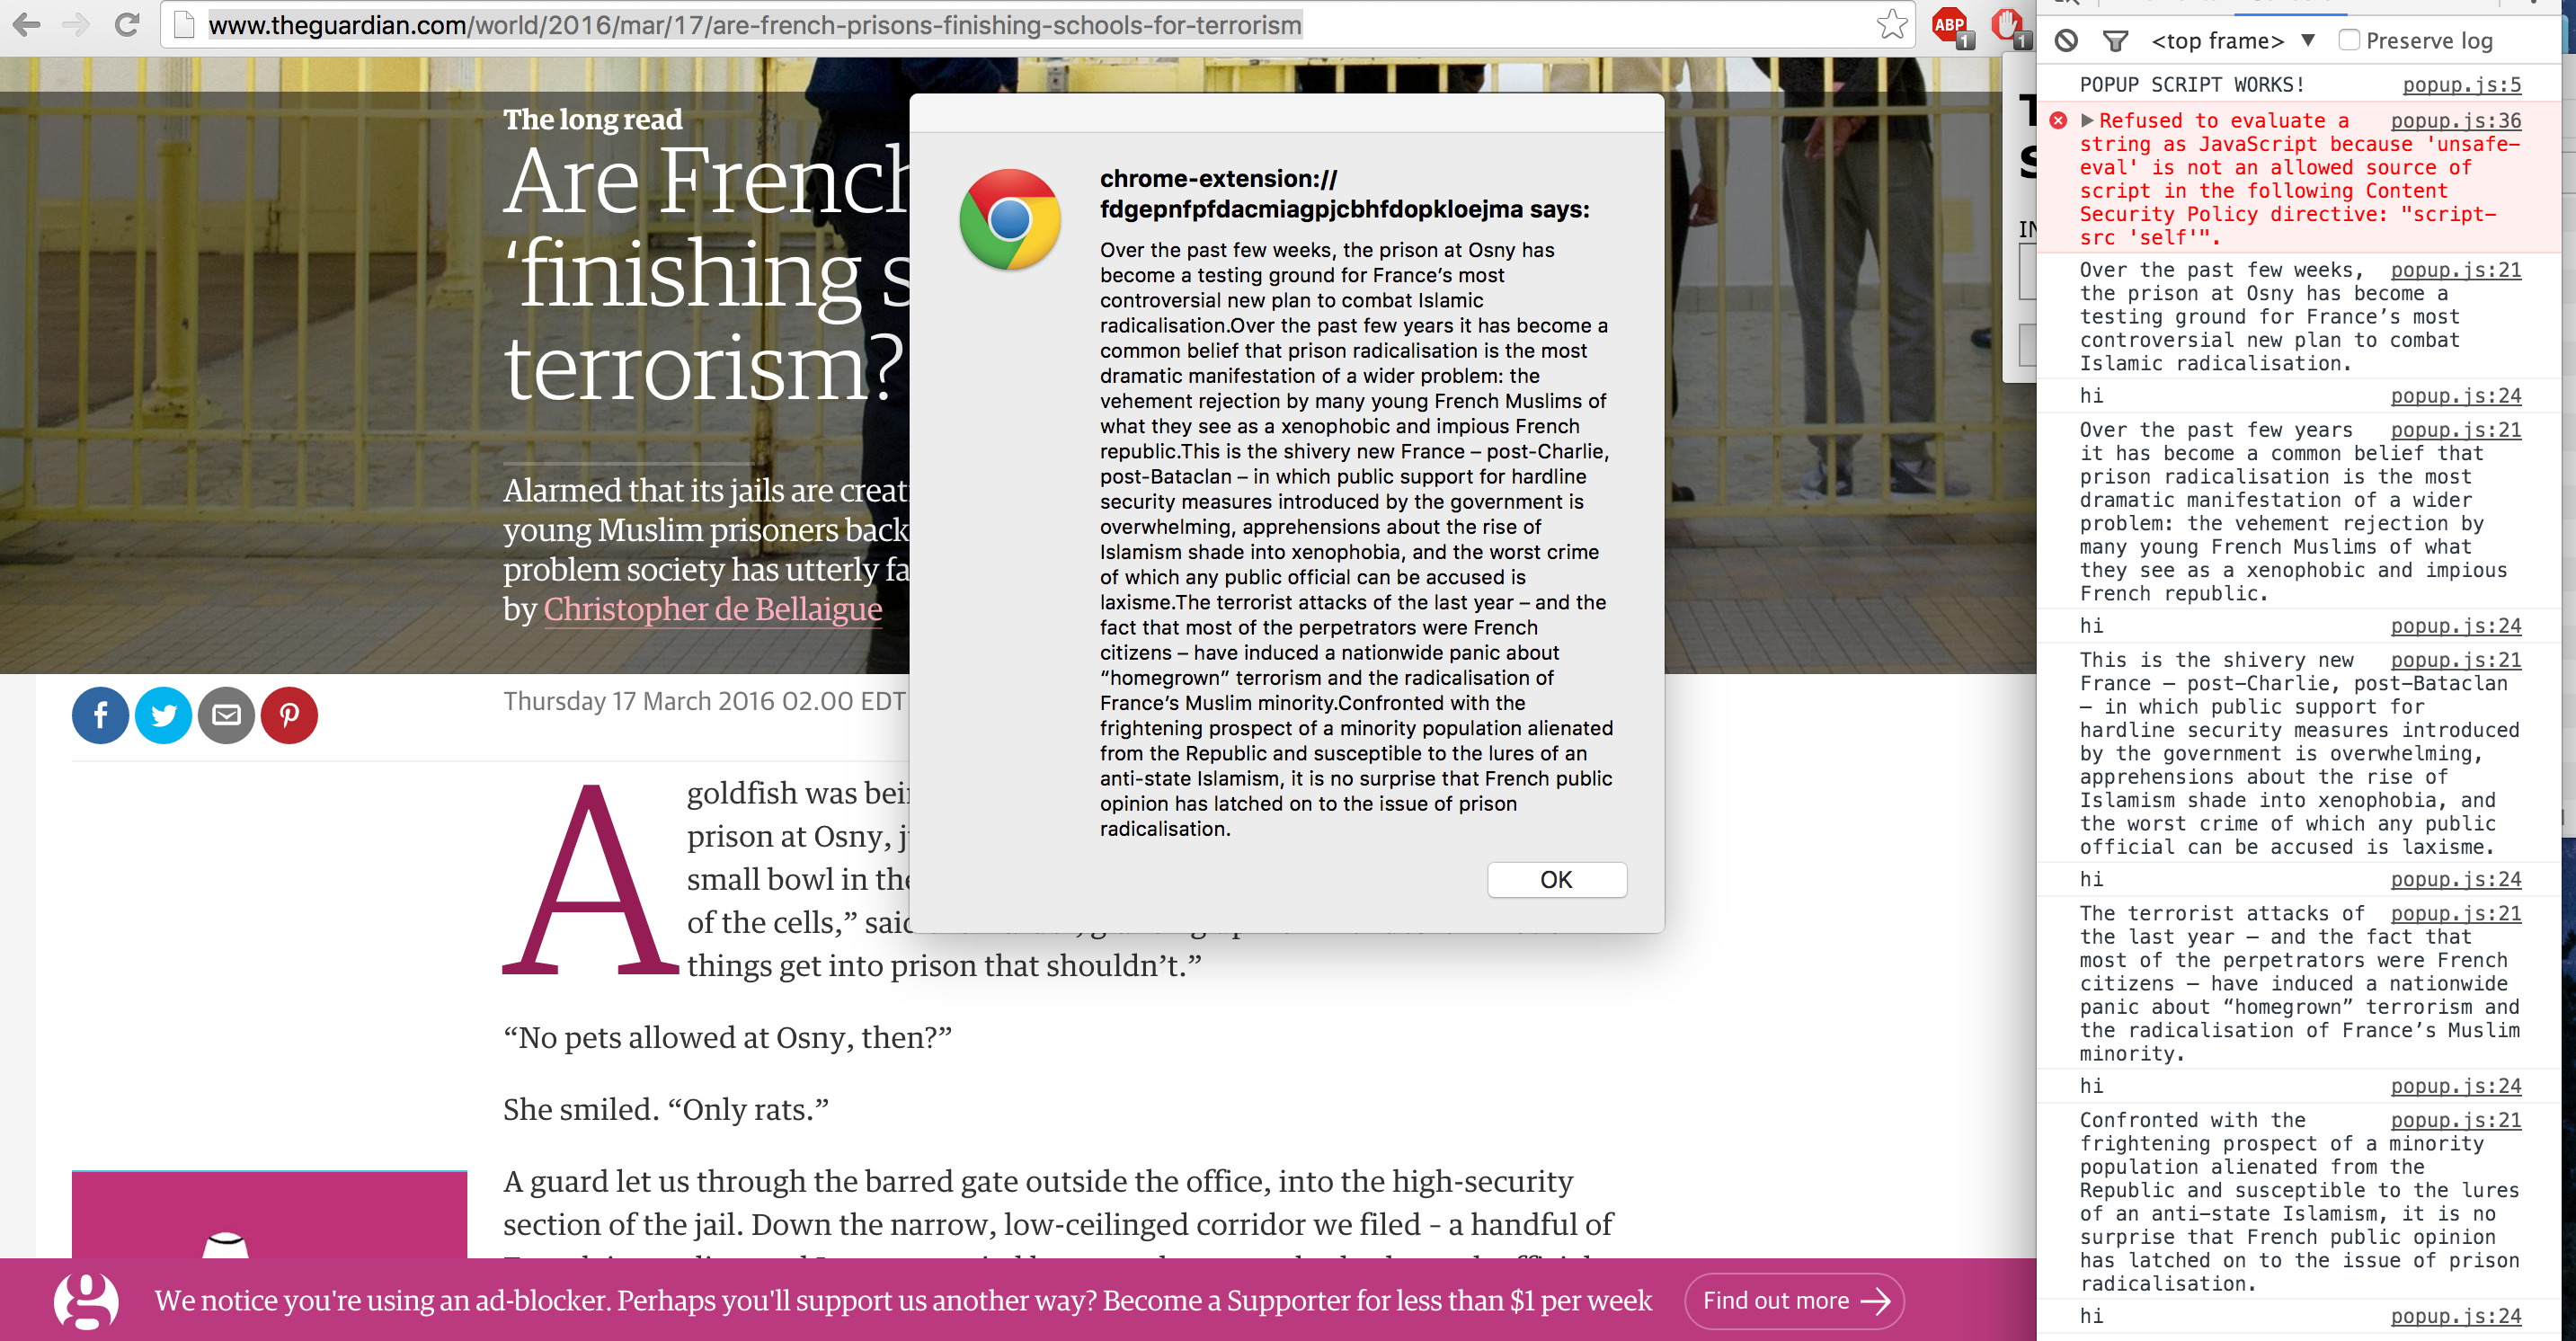 www.theguardian.com/world/2016/mar/17/are-french-prisons-finishing-schools-for-terrorism
ABP
1
1
The long read
Are French
‘finishing s
terrorism?
Alarmed that its jails are creat
young Muslim prisoners back
problem society has utterly fa
by Christopher de Bellaigue
Thursday 17 March 2016 02.00 EDT
A goldfish was bei
prison at Osny, j
small bowl in the
of the cells,” said
things get into prison that shouldn’t.”
“No pets allowed at Osny, then?”
She smiled. “Only rats.”
A guard let us through the barred gate outside the office, into the high-security
section of the jail. Down the narrow, low-ceilinged corridor we filed – a handful of
We notice you're using an ad-blocker. Perhaps you'll support us another way? Become a Supporter for less than $1 per week
Find out more
chrome-extension://
fdgepnfpfdacmiagpjcbhfdopkloejma says:
Over the past few weeks, the prison at Osny has
become a testing ground for France’s most
controversial new plan to combat Islamic
radicalisation.Over the past few years it has become a
common belief that prison radicalisation is the most
dramatic manifestation of a wider problem: the
vehement rejection by many young French Muslims of
what they see as a xenophobic and impious French
republic.This is the shivery new France – post-Charlie,
post-Bataclan – in which public support for hardline
security measures introduced by the government is
overwhelming, apprehensions about the rise of
Islamism shade into xenophobia, and the worst crime
of which any public official can be accused is
laxisme.The terrorist attacks of the last year – and the
fact that most of the perpetrators were French
citizens – have induced a nationwide panic about
“homegrown” terrorism and the radicalisation of
France’s Muslim minority.Confronted with the
frightening prospect of a minority population alienated
from the Republic and susceptible to the lures of an
anti-state Islamism, it is no surprise that French public
opinion has latched on to the issue of prison
radicalisation.
OK
<top frame> ▼ Preserve log
POPUP SCRIPT WORKS! popup.js:5
Refused to evaluate a popup.js:36
string as JavaScript because 'unsafe-
eval' is not an allowed source of
script in the following Content
Security Policy directive: "script-
src 'self'".
Over the past few weeks, popup.js:21
the prison at Osny has become a
testing ground for France’s most
controversial new plan to combat
Islamic radicalisation.
hi popup.js:24
Over the past few years popup.js:21
it has become a common belief that
prison radicalisation is the most
dramatic manifestation of a wider
problem: the vehement rejection by
many young French Muslims of what
they see as a xenophobic and impious
French republic.
hi popup.js:24
This is the shivery new popup.js:21
France – post-Charlie, post-Bataclan
– in which public support for
hardline security measures introduced
by the government is overwhelming,
apprehensions about the rise of
Islamism shade into xenophobia, and
the worst crime of which any public
official can be accused is laxisme.
hi popup.js:24
The terrorist attacks of popup.js:21
the last year – and the fact that
most of the perpetrators were French
citizens – have induced a nationwide
panic about “homegrown” terrorism and
the radicalisation of France’s Muslim
minority.
hi popup.js:24
Confronted with the popup.js:21
frightening prospect of a minority
population alienated from the
Republic and susceptible to the lures
of an anti-state Islamism, it is no
surprise that French public opinion
has latched on to the issue of prison
radicalisation.
hi popup.js:24